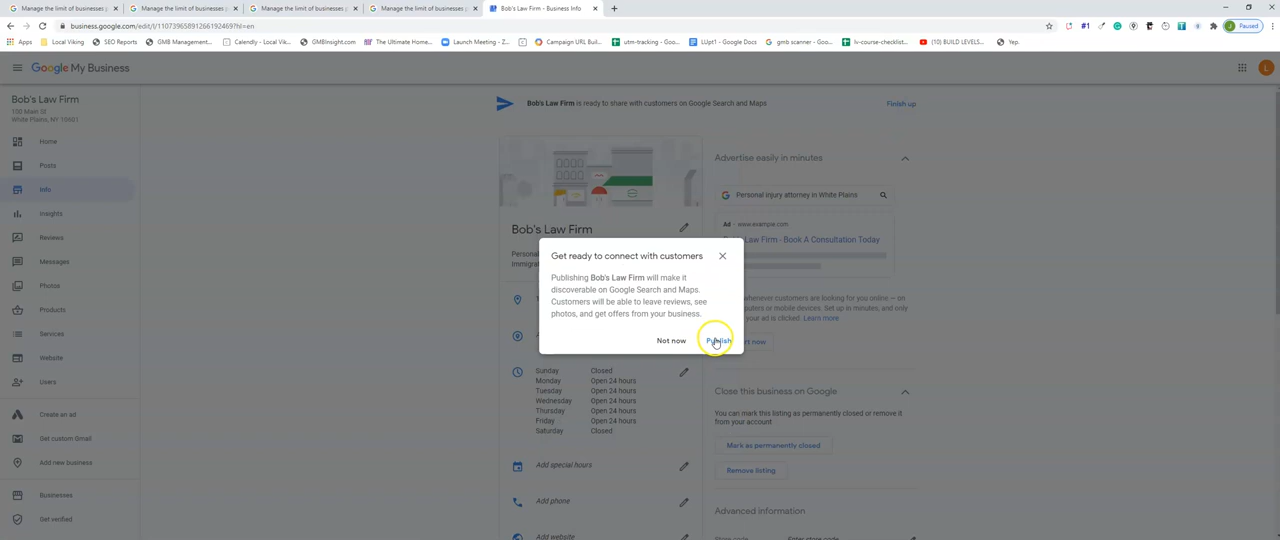 Manage the limit of businesses y
Manage the limit of businesses y
Manage the limit of businesses y
Manage the limit of businesses y
Bob's Law Firm - Business Info
business.google.com/edit/l/11073965891266192469?hl=en
Paused
Apps
Local Viking
SEO Reports
GMB Management...
Calendly - Local Vik...
GMBInsight.com
The Ultimate Home...
Launch Meeting - Z...
Campaign URL Buil...
utm-tracking - Goo...
LUpt1 - Google Docs
gmb scanner - Goo...
lv-course-checklist...
(10) BUILD LEVELS...
Yep.
Google My Business
L
Bob's Law Firm
100 Main St
White Plains, NY 10601
Home
Posts
Info
Insights
Reviews
Messages
Photos
Products
Services
Website
Users
Create an ad
Get custom Gmail
Add new business
Businesses
Get verified
Bob's Law Firm is ready to share with customers on Google Search and Maps
Finish up
Bob's Law Firm
Get ready to connect with customers
Publishing Bob's Law Firm will make it
discoverable on Google Search and Maps.
Customers will be able to leave reviews, see
photos, and get offers from your business.
Not now
Publish
Sunday Closed
Monday Open 24 hours
Tuesday Open 24 hours
Wednesday Open 24 hours
Thursday Open 24 hours
Friday Open 24 hours
Saturday Closed
Add special hours
Add phone
Add website
Advertise easily in minutes
Personal injury attorney in White Plains
Ad · www.example.com
Law Firm - Book A Consultation Today
whenever customers are looking for you online — on
computers or mobile devices. Set up in minutes, and only
your ad is clicked. Learn more
now
Close this business on Google
You can mark this listing as permanently closed or remove it
from your account
Mark as permanently closed
Remove listing
Advanced information
Store code Enter store code